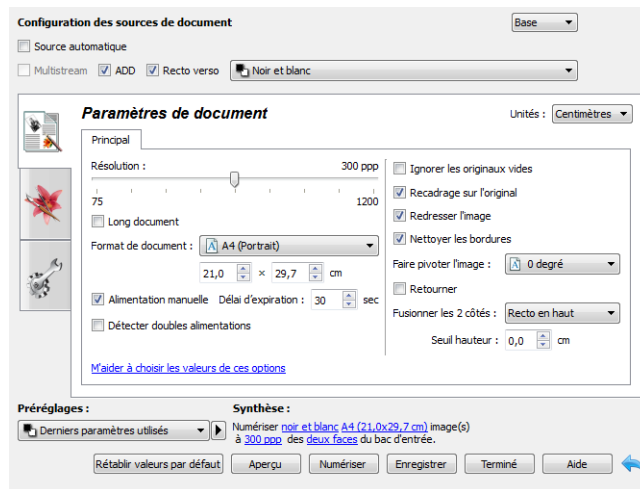 Configuration des sources de document
Base
Source automatique
Multistream ADD Recto verso Noir et blanc
Paramètres de document
Unités : Centimètres
Principal
Résolution : 300 ppp
75 1200
Long document
Format de document : A4 (Portrait)
21,0 × 29,7 cm
Alimentation manuelle Délai d'expiration : 30 sec
Détecter doubles alimentations
M'aider à choisir les valeurs de ces options
Ignorer les originaux vides
Recadrage sur l'original
Redresser l'image
Nettoyer les bordures
Faire pivoter l'image : 0 degré
Retourner
Fusionner les 2 côtés : Recto en haut
Seuil hauteur : 0,0 cm
Préréglages :
Derniers paramètres utilisés
Synthèse :
Numériser noir et blanc A4 (21,0x29,7 cm) image(s)
à 300 ppp des deux faces du bac d'entrée.
Rétablir valeurs par défaut Aperçu Numériser Enregistrer Terminé Aide